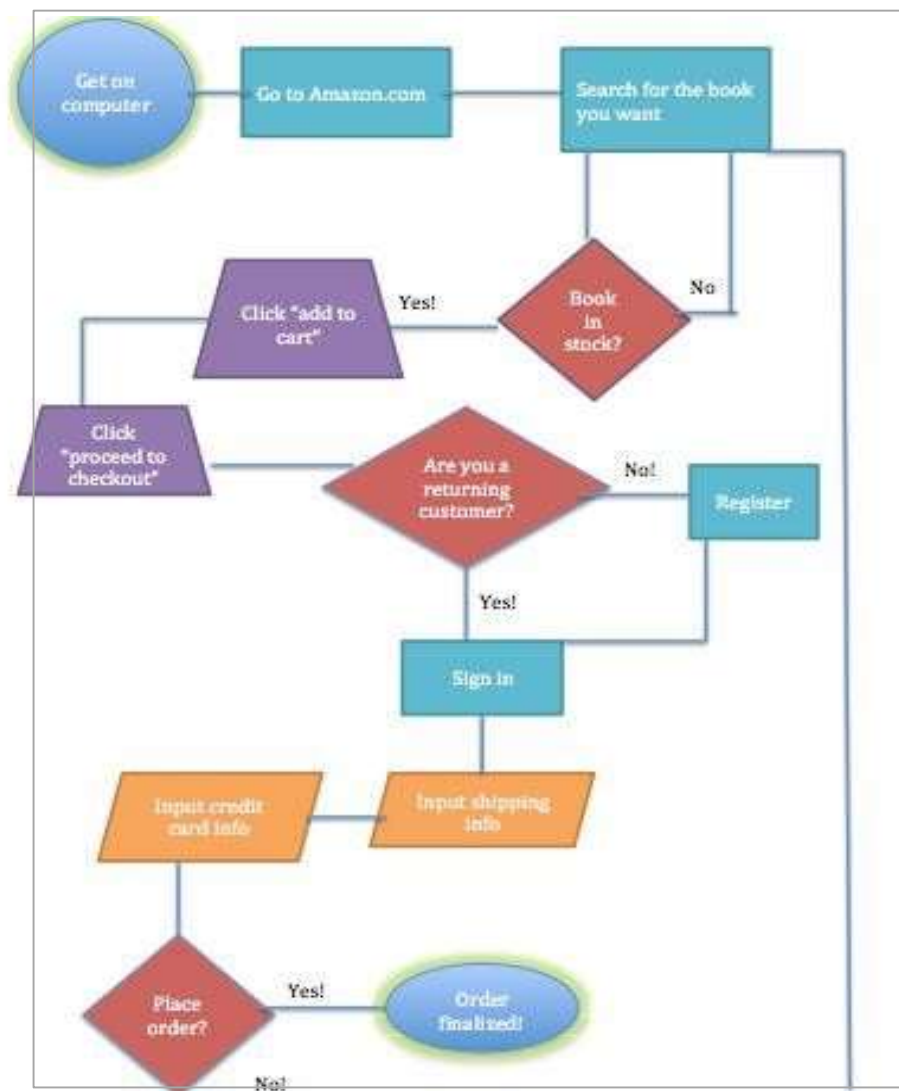 Get on
computer
Go to Amazon.com
Search for the book
you want
Book
in
stock?
No
Yes!
Click "add to
cart"
Click
"proceed to
checkout"
Are you a
returning
customer?
No!
Register
Yes!
Sign in
Input shipping
info
Input credit
card info
Place
order?
Yes!
Order
finalized!
No!